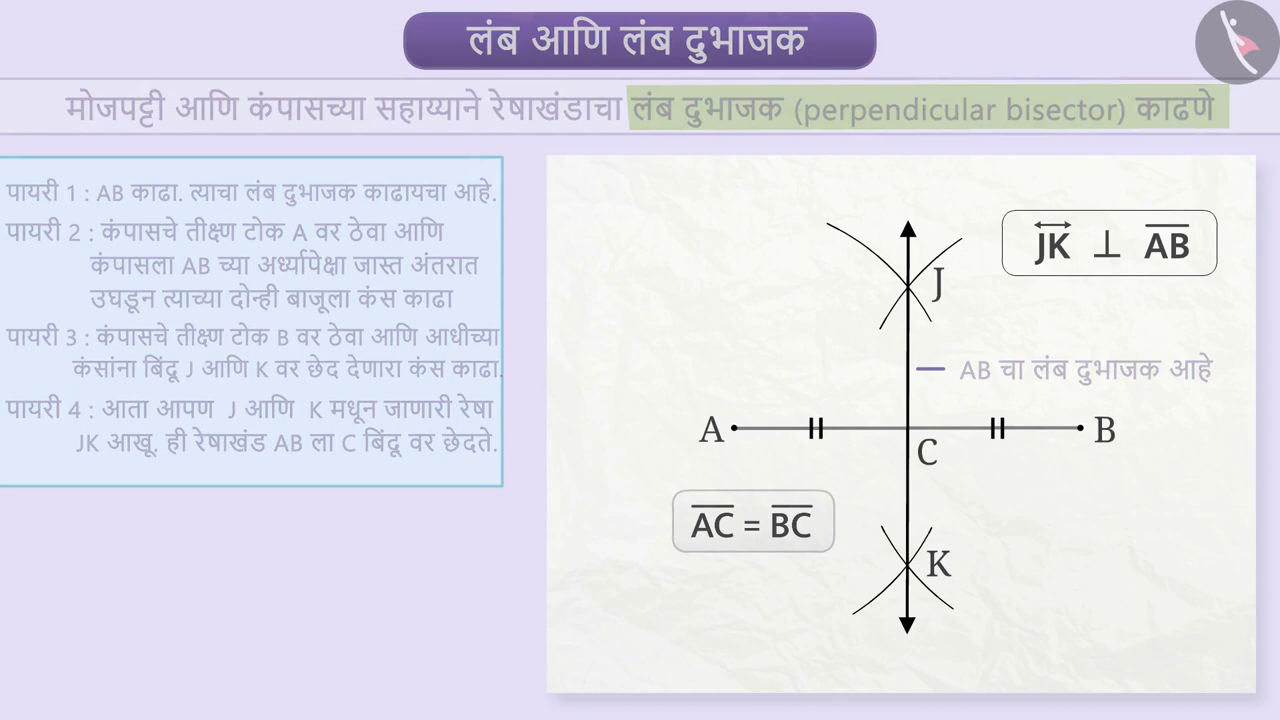 लंब आणि लंब दुभाजक
मोजपट्टी आणि कंपासच्या सहाय्याने रेषाखंडाचा लंब दुभाजक (perpendicular bisector) काढणे
पायरी 1 : AB काढा. त्याचा लंब दुभाजक काढायचा आहे.
पायरी 2 : कंपासचे तीक्ष्ण टोक A वर ठेवा आणि
कंपासला AB च्या अर्ध्यापेक्षा जास्त अंतरात
उघडून त्याच्या दोन्ही बाजूला कंस काढा
पायरी 3 : कंपासचे तीक्ष्ण टोक B वर ठेवा आणि आधीच्या
कंसांना बिंदू J आणि K वर छेद देणारा कंस काढा.
पायरी 4 : आता आपण J आणि K मधून जाणारी रेषा
JK आखू. ही रेषाखंड AB ला C बिंदू वर छेदते.
JK ⊥ AB
J
AB चा लंब दुभाजक आहे
A
B
C
AC = BC
K